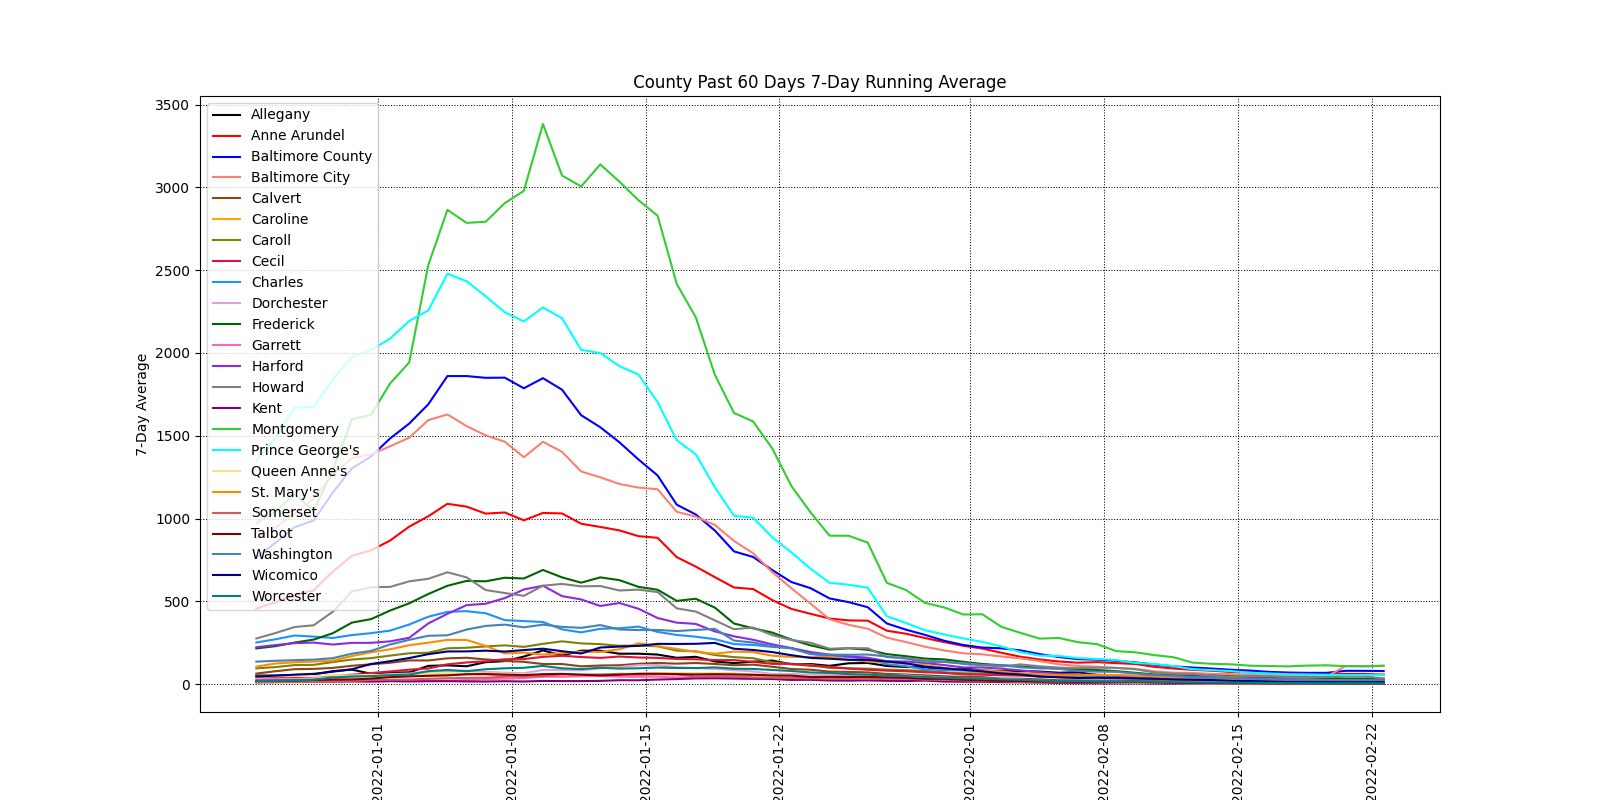 County Past 60 Days 7-Day Running Average
7-Day Average
3500
3000
2500
2000
1500
1000
500
0
Allegany
Anne Arundel
Baltimore County
Baltimore City
Calvert
Caroline
Caroll
Cecil
Charles
Dorchester
Frederick
Garrett
Harford
Howard
Kent
Montgomery
Prince George's
Queen Anne's
St. Mary's
Somerset
Talbot
Washington
Wicomico
Worcester
2022-01-01
2022-01-08
2022-01-15
2022-01-22
2022-02-01
2022-02-08
2022-02-15
2022-02-22